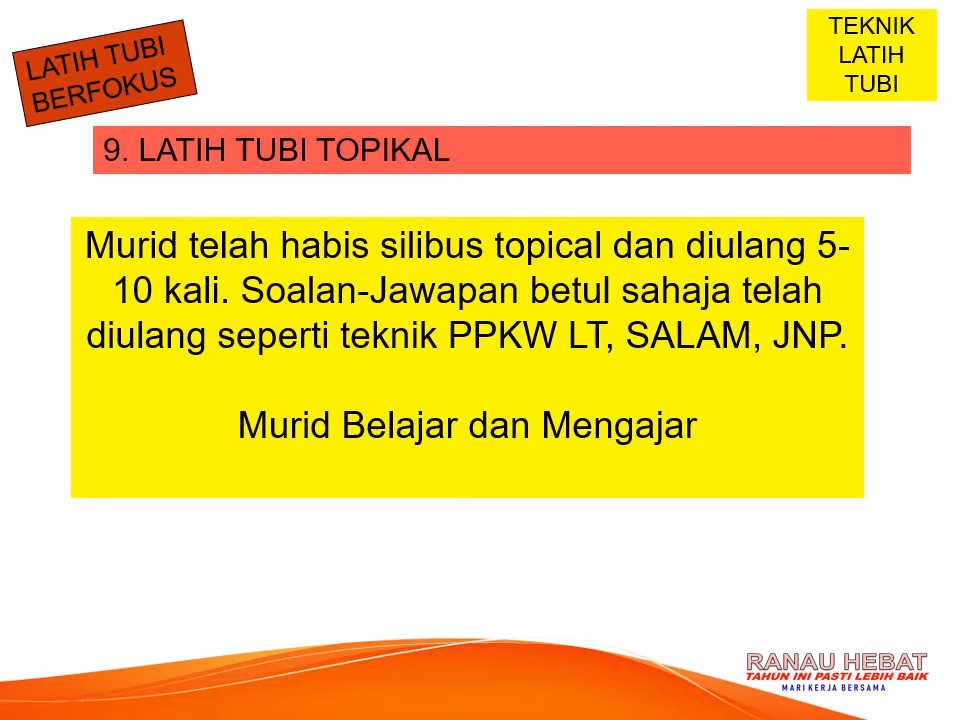 LATIH TUBI
BERFOKUS
TEKNIK
LATIH
TUBI
9. LATIH TUBI TOPIKAL
Murid telah habis silibus topical dan diulang 5-
10 kali. Soalan-Jawapan betul sahaja telah
diulang seperti teknik PPKW LT, SALAM, JNP.
Murid Belajar dan Mengajar
RANAU HEBAT
TAHUN INI PASTI LEBIH BAIK
MARI KERJA BERSAMA